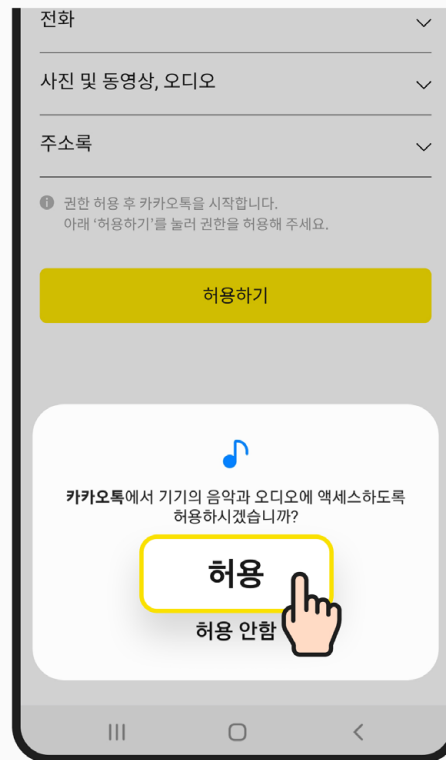 전화
사진 및 동영상, 오디오
주소록
권한 허용 후 카카오톡을 시작합니다.
아래 ‘허용하기’를 눌러 권한을 허용해 주세요.
허용하기
카카오톡에서 기기의 음악과 오디오에 액세스하도록
허용하시겠습니까?
허용
허용 안함